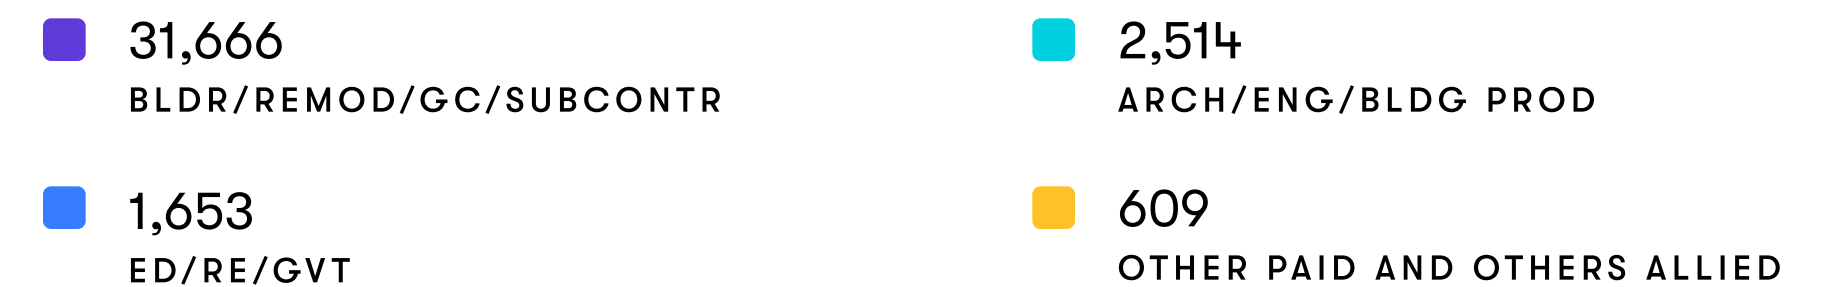 31,666
BLDR/REMOD/GC/SUBCONTR
2,514
ARCH/ENG/BLDG PROD
1,653
ED/RE/GVT
609
OTHER PAID AND OTHERS ALLIED